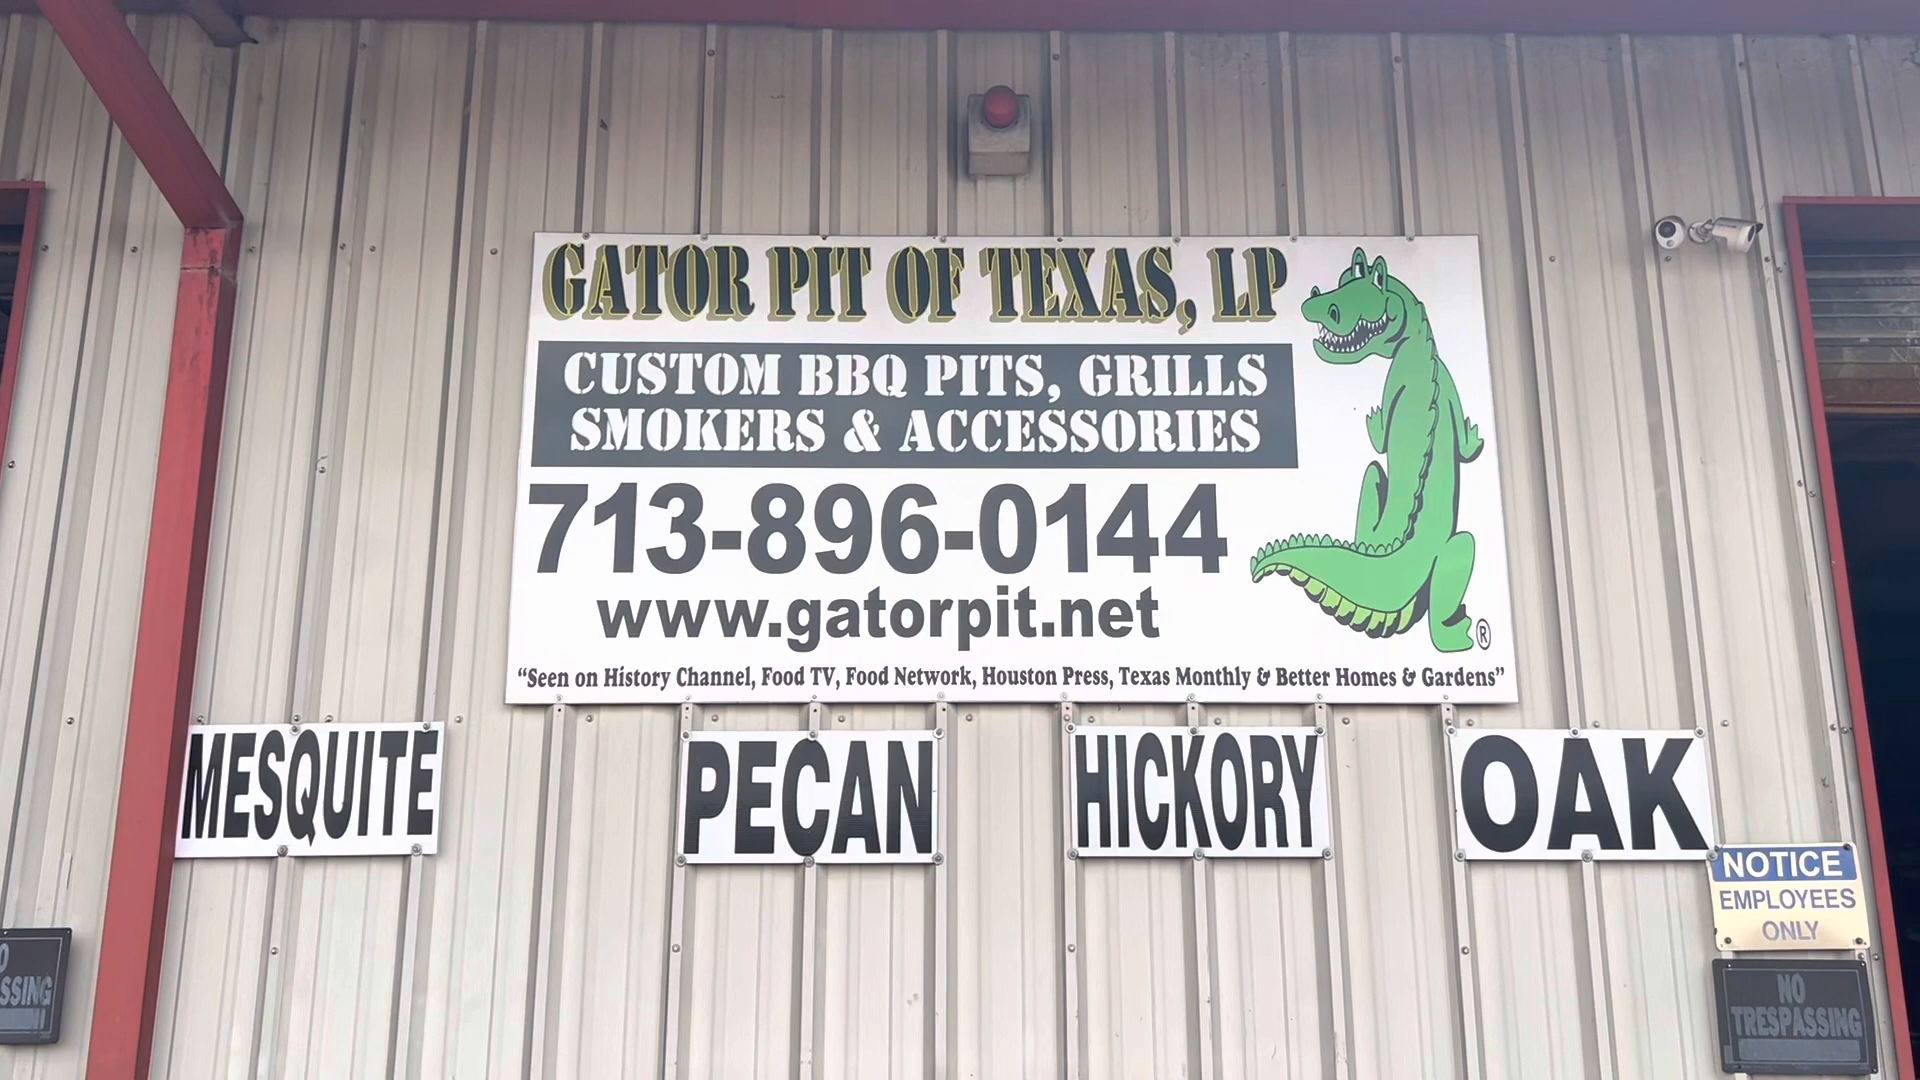 GATOR PIT OF TEXAS, LP
CUSTOM BBQ PITS, GRILLS
SMOKERS & ACCESSORIES
713-896-0144
www.gatorpit.net
®
“Seen on History Channel, Food TV, Food Network, Houston Press, Texas Monthly & Better Homes & Gardens”
MESQUITE
PECAN
HICKORY
OAK
NOTICE
EMPLOYEES
ONLY
NO
TRESPASSING